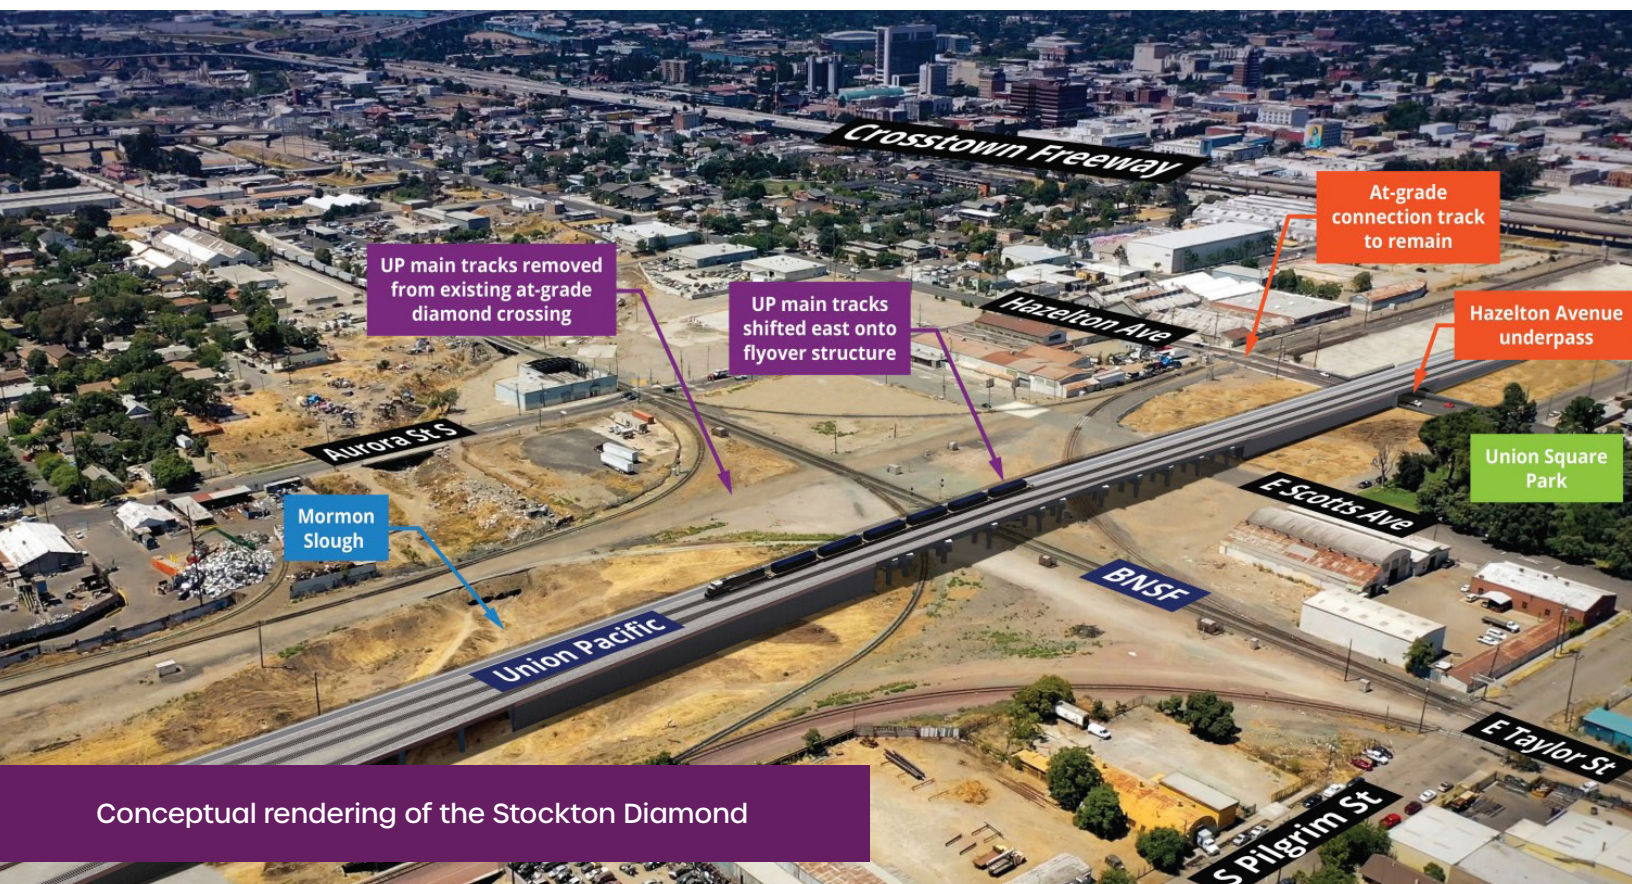 Crosstown Freeway
At-grade
connection track
to remain
UP main tracks removed
from existing at-grade
diamond crossing
UP main tracks
shifted east onto
flyover structure
Hazelton Ave
Hazelton Avenue
underpass
Aurora St S
Union Square
Park
E Scotts Ave
Mormon
Slough
BNSF
Union Pacific
E Taylor St
S Pilgrim St
Conceptual rendering of the Stockton Diamond